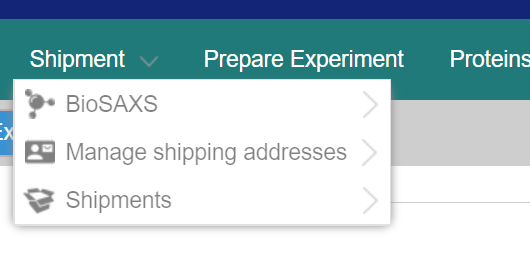 Shipment Prepare Experiment Proteins
BioSAXS
Manage shipping addresses
Shipments